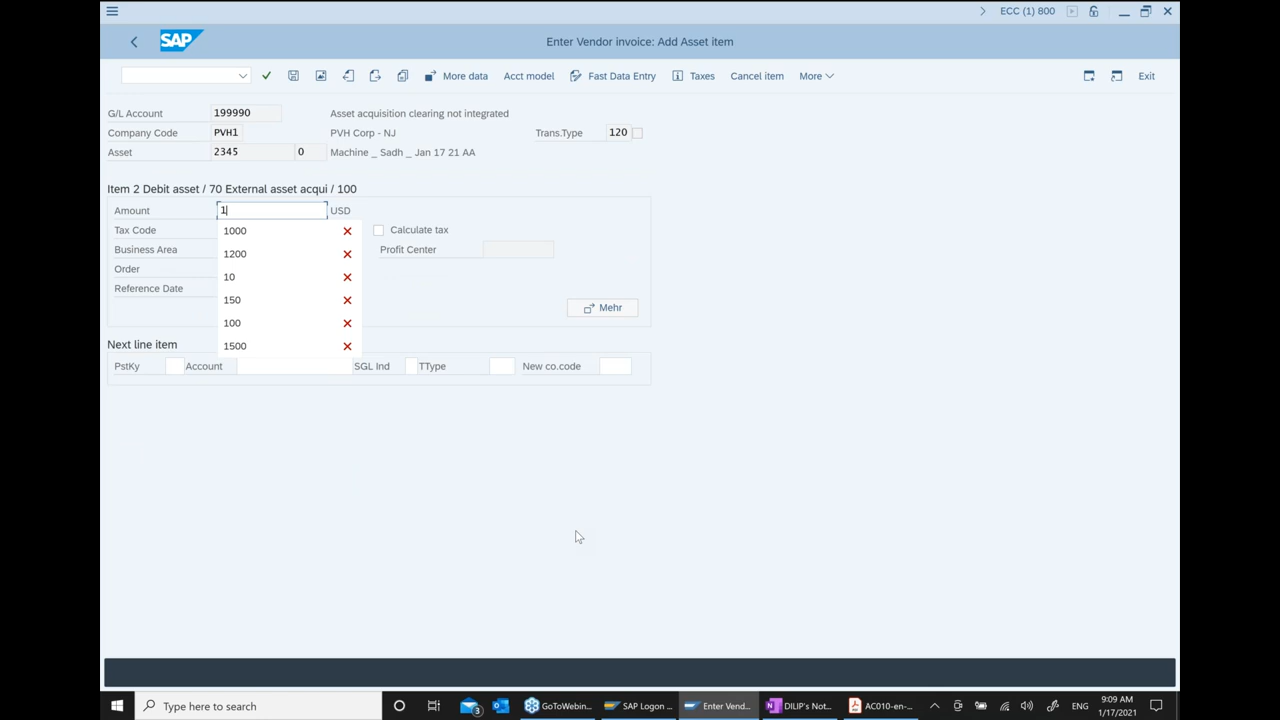 ECC (1) 800
SAP
Enter Vendor invoice: Add Asset item
More data Acct model Fast Data Entry Taxes Cancel item More Exit
G/L Account 199990 Asset acquisition clearing not integrated
Company Code PVH1 PVH Corp - NJ Trans.Type 120
Asset 2345 0 Machine _ Sadh _ Jan 17 21 AA
Item 2 Debit asset / 70 External asset acqui / 100
Amount 1 USD
Tax Code 1000 Calculate tax
Business Area 1200 Profit Center
Order 10
Reference Date 150
Mehr
100
Next line item 1500
PstKy Account SGL Ind TType New co.code
Type here to search 3 GoToWebin... SAP Logon ... Enter Vend... DILIP's Not... AC010-en-... ENG 9:09 AM
1/17/2021